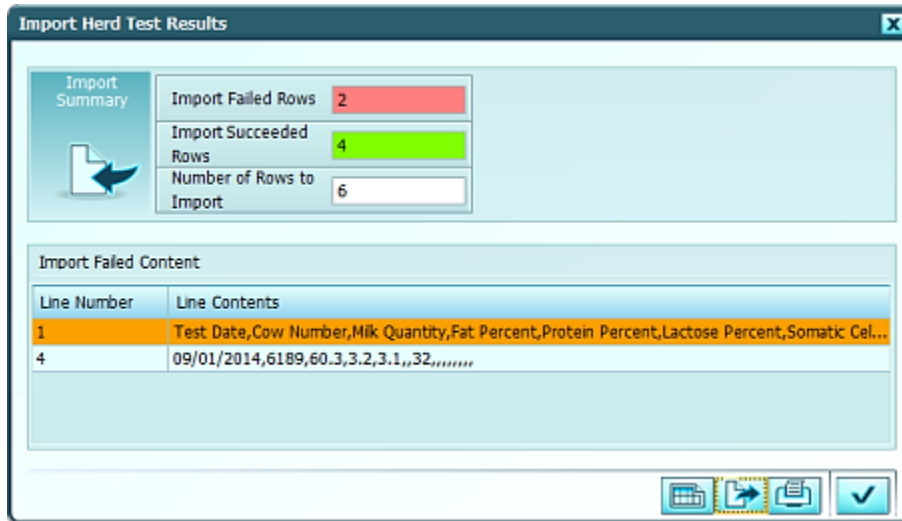 Import Herd Test Results
Import
Summary
Import Failed Rows 2
Import Succeeded
Rows
4
Number of Rows to
Import
6
Import Failed Content
Line Number Line Contents
1 Test Date,Cow Number,Milk Quantity,Fat Percent,Protein Percent,Lactose Percent,Somatic Cel...
4 09/01/2014,6189,60.3,3.2,3.1,,32,,,,,,,,